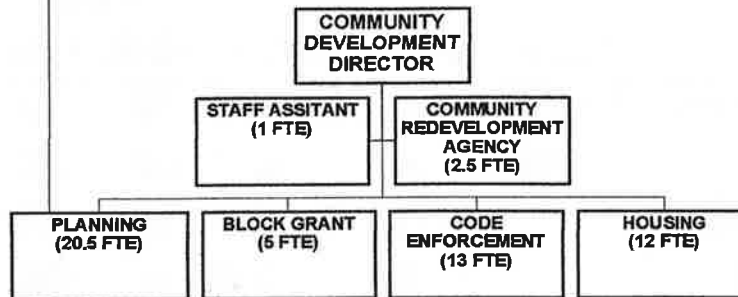 COMMUNITY
DEVELOPMENT
DIRECTOR
STAFF ASSITANT
(1 FTE)
COMMUNITY
REDEVELOPMENT
AGENCY
(2.5 FTE)
PLANNING
(20.5 FTE)
BLOCK GRANT
(5 FTE)
CODE
ENFORCEMENT
(13 FTE)
HOUSING
(12 FTE)